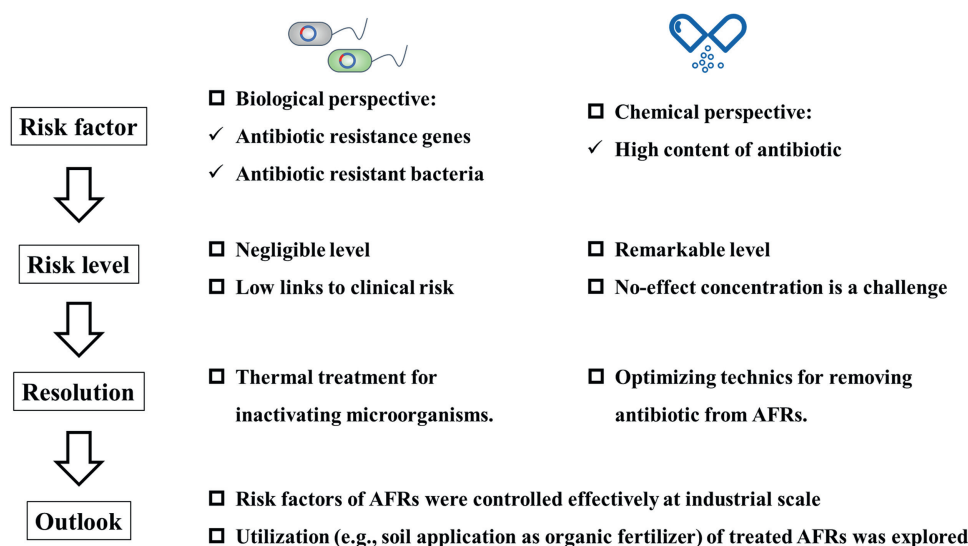 Risk factor
Biological perspective:
Antibiotic resistance genes
Antibiotic resistant bacteria
Chemical perspective:
High content of antibiotic
Risk level
Negligible level
Low links to clinical risk
Remarkable level
No-effect concentration is a challenge
Resolution
Thermal treatment for
inactivating microorganisms.
Optimizing technics for removing
antibiotic from AFRs.
Outlook
Risk factors of AFRs were controlled effectively at industrial scale
Utilization (e.g., soil application as organic fertilizer) of treated AFRs was explored